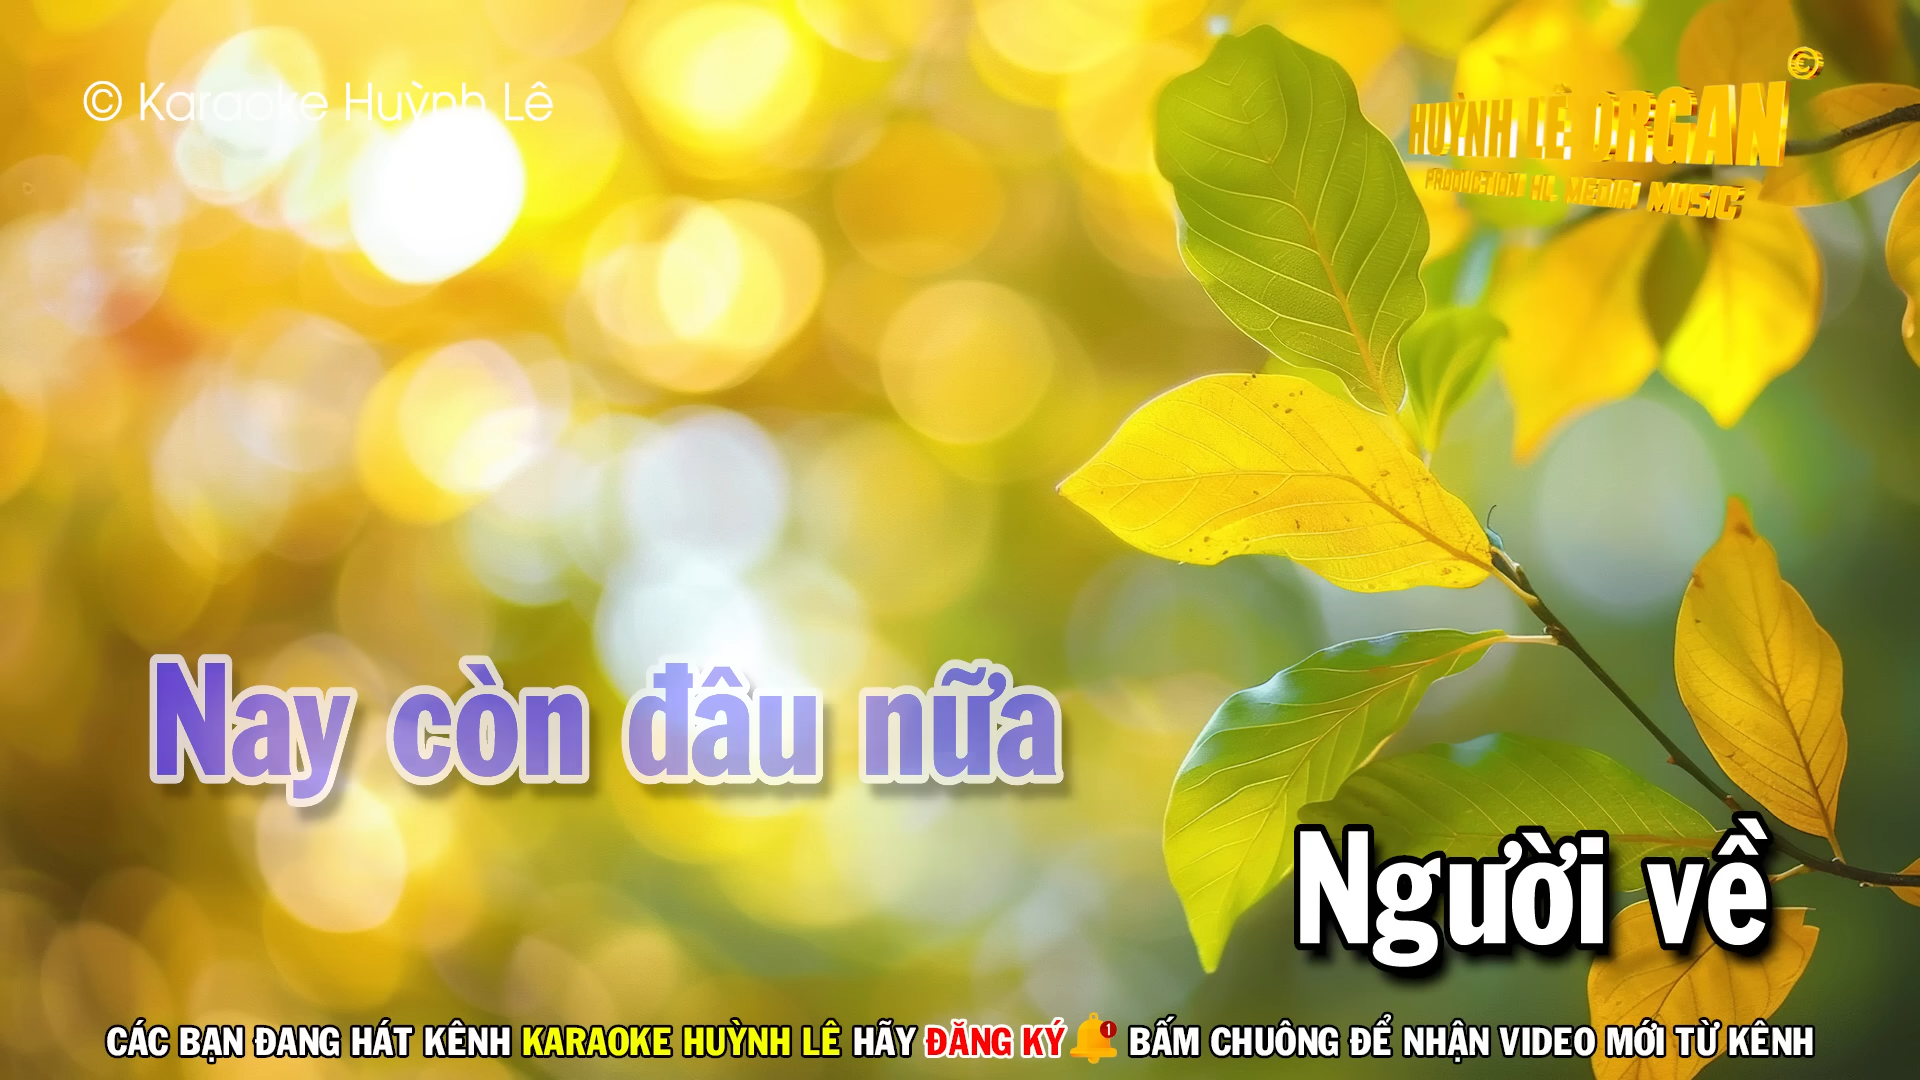 © Karaoke Huỳnh Lê
HUỲNH LÊ ORGAN ©
PRODUCTION HL MEDIA MUSIC
Nay còn đâu nữa
Người về
CÁC BẠN ĐANG HÁT KÊNH KARAOKE HUỲNH LÊ HÃY ĐĂNG KÝ 1 BẤM CHUÔNG ĐỂ NHẬN VIDEO MỚI TỪ KÊNH